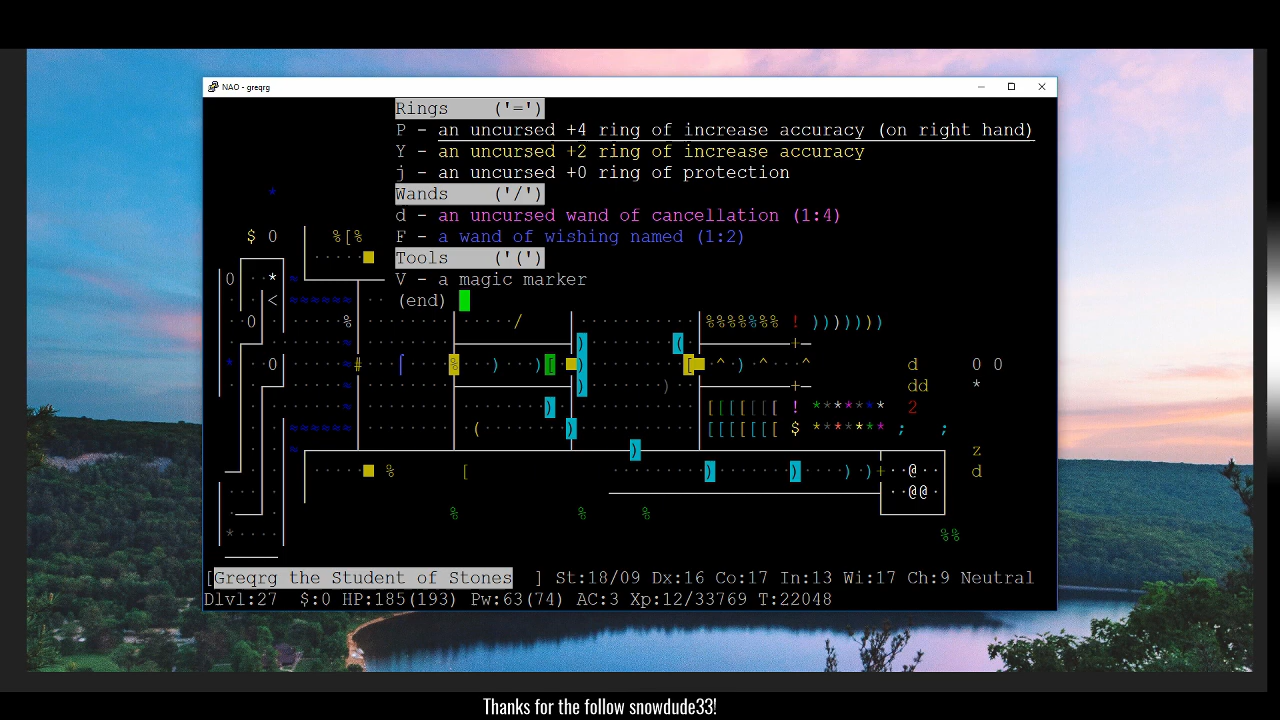 NAO - greqrg
Rings ('=')
P - an uncursed +4 ring of increase accuracy (on right hand)
Y - an uncursed +2 ring of increase accuracy
j - an uncursed +0 ring of protection
Wands ('/')
d - an uncursed wand of cancellation (1:4)
F - a wand of wishing named (1:2)
Tools ('(')
V - a magic marker
(end)
[Greqrg the Student of Stones ] St:18/09 Dx:16 Co:17 In:13 Wi:17 Ch:9 Neutral
Dlvl:27 $:0 HP:185(193) Pw:63(74) AC:3 Xp:12/33769 T:22048
Thanks for the follow snowdude33!